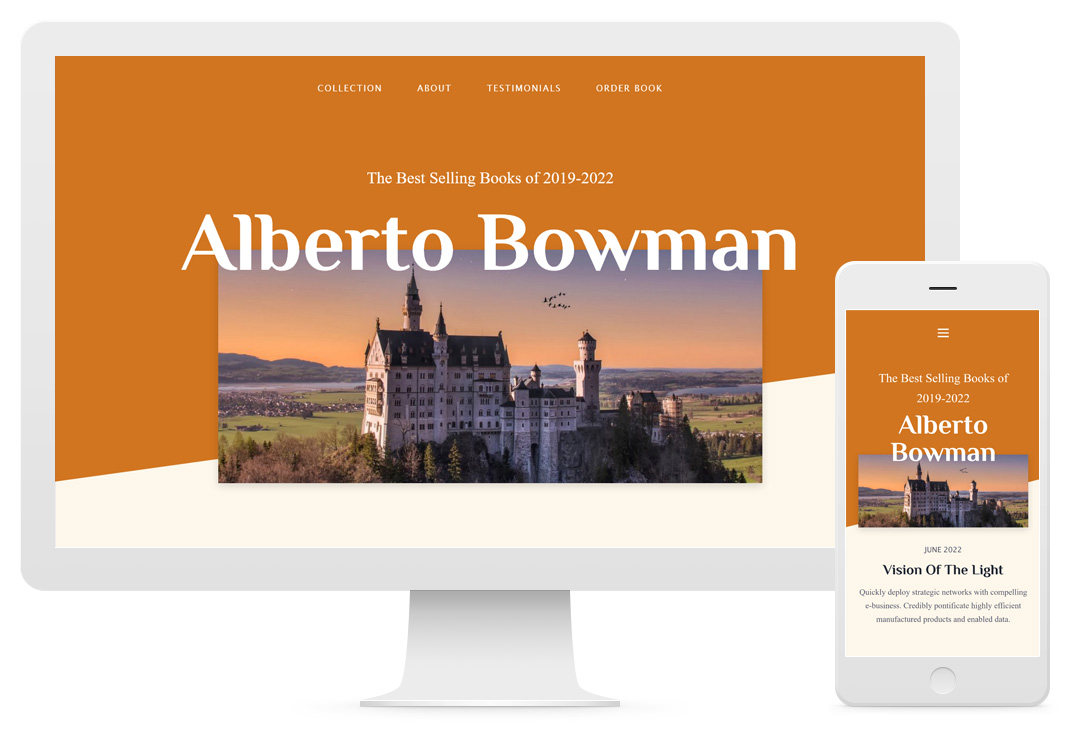 COLLECTION ABOUT TESTIMONIALS ORDER BOOK
The Best Selling Books of 2019-2022
Alberto Bowman
The Best Selling Books of
2019-2022
Alberto
Bowman
JUNE 2022
Vision Of The Light
Quickly deploy strategic networks with compelling
e-business. Credibly pontificate highly efficient
manufactured products and enabled data.